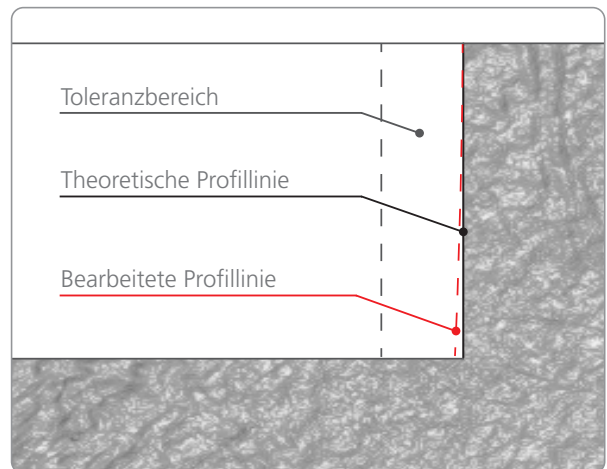 Toleranzbereich
Theoretische Profillinie
Bearbeitete Profillinie